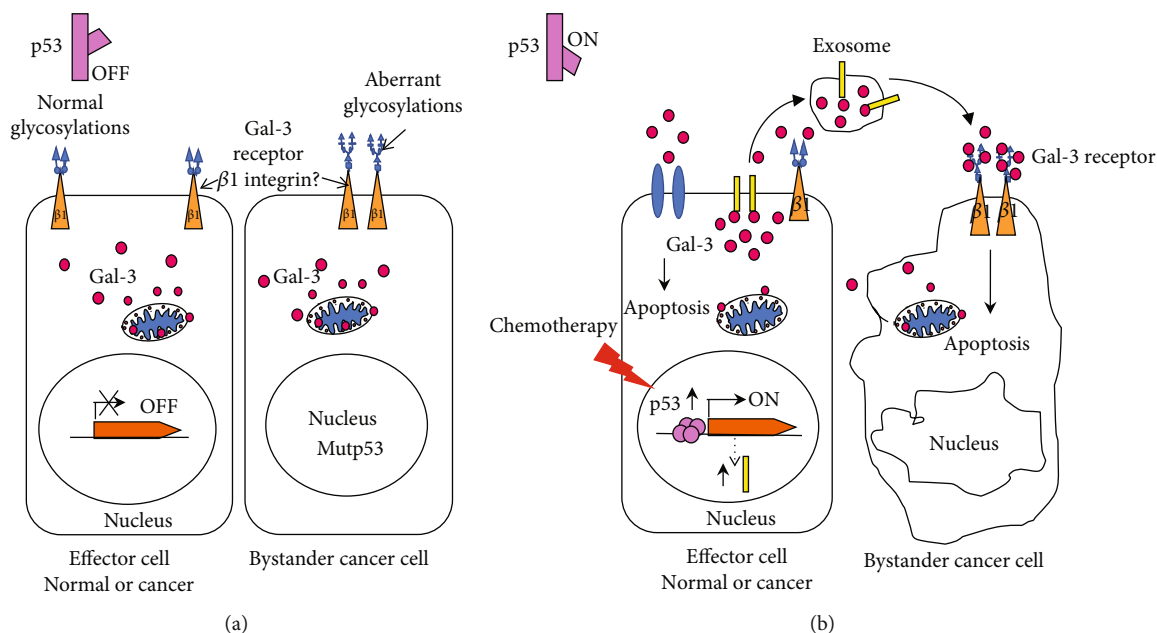 p53
OFF
Normal
glycosylations
Aberrant
glycosylations
Gal-3
receptor
β1 integrin?
β1
β1
β1
β1
Gal-3
Gal-3
OFF
Nucleus
Nucleus
Mutp53
Effector cell
Normal or cancer
Bystander cancer cell
(a)
p53
ON
Exosome
Gal-3 receptor
β1
β1
β1
Gal-3
Apoptosis
Chemotherapy
p53
ON
Nucleus
Apoptosis
Nucleus
Effector cell
Normal or cancer
Bystander cancer cell
(b)